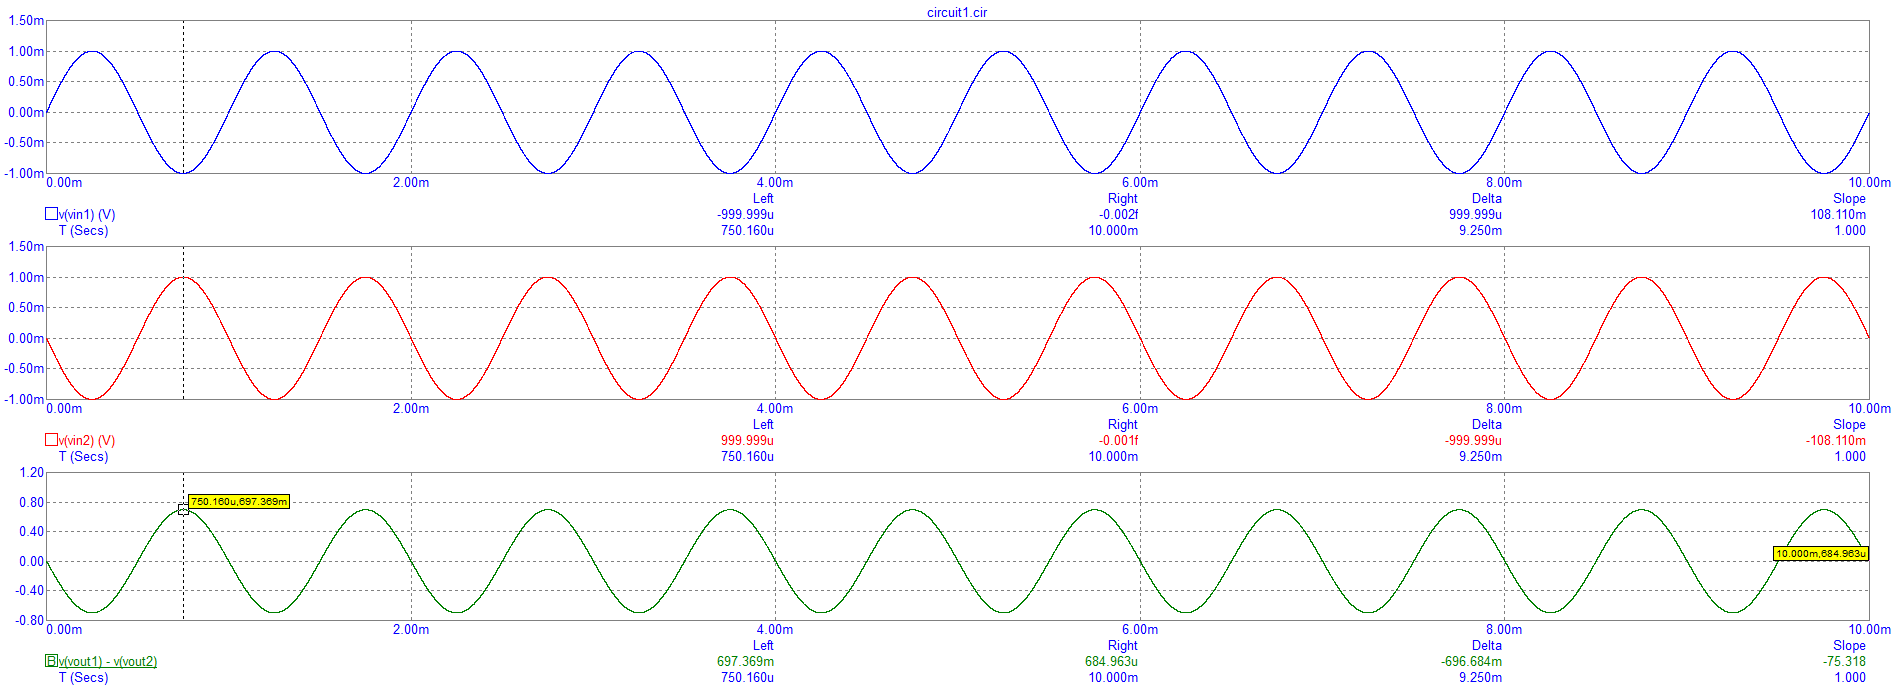 circuit1.cir
1.50m
1.00m
0.50m
0.00m
-0.50m
-1.00m
0.00m 2.00m 4.00m 6.00m 8.00m 10.00m
Left Right Delta Slope
v(vin1) (V) -999.999u -0.002f 999.999u 108.110m
T (Secs) 750.160u 10.000m 9.250m 1.000
1.50m
1.00m
0.50m
0.00m
-0.50m
-1.00m
0.00m 2.00m 4.00m 6.00m 8.00m 10.00m
Left Right Delta Slope
v(vin2) (V) 999.999u -0.001f -999.999u -108.110m
T (Secs) 750.160u 10.000m 9.250m 1.000
1.20
0.80
750.160u,697.369m
0.40
10.000m,684.963u
0.00
-0.40
-0.80
0.00m 2.00m 4.00m 6.00m 8.00m 10.00m
Left Right Delta Slope
B v(vout1) - v(vout2) 697.369m 684.963u -696.684m -75.318
T (Secs) 750.160u 10.000m 9.250m 1.000